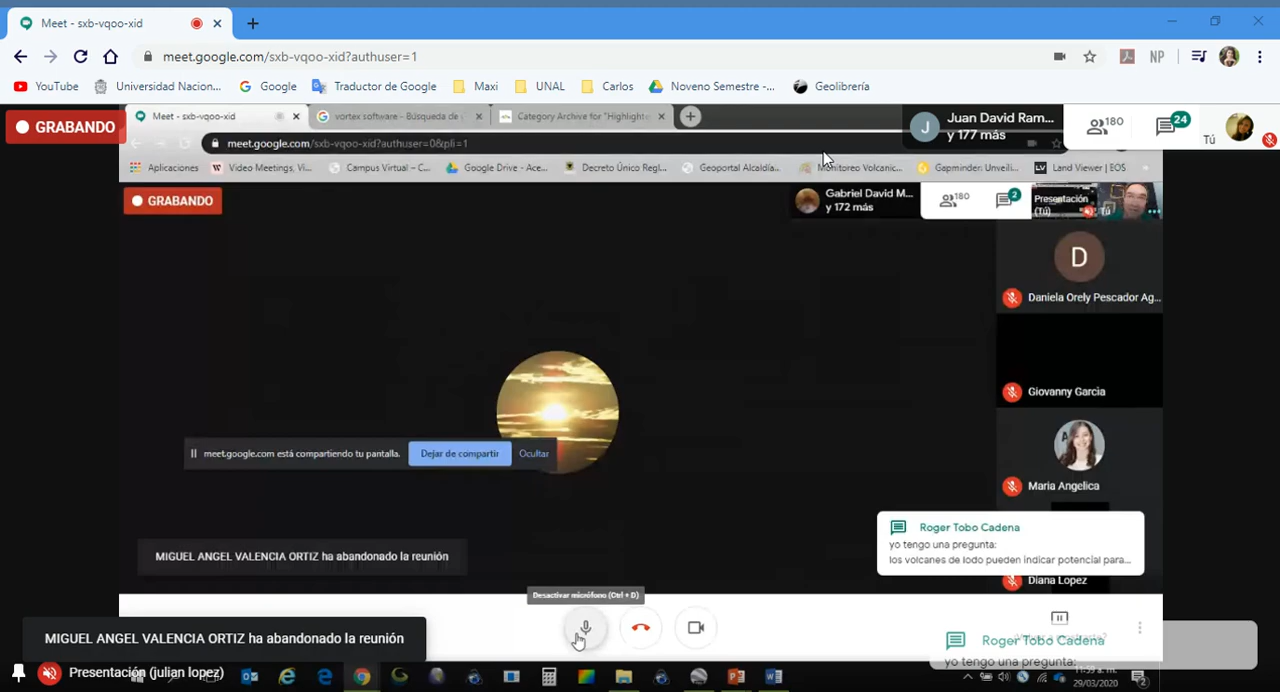 Meet - sxb-vqoo-xid
meet.google.com/sxb-vqoo-xid?authuser=1
NP
YouTube
Universidad Nacion...
Google
Traductor de Google
Maxi
UNAL
Carlos
Noveno Semestre -...
Geolibrería
GRABANDO
Meet - sxb-vqoo-xid
vortex software - Búsqueda de
Category Archive for "Highlight
meet.google.com/sxb-vqoo-xid?authuser=0&pli=1
Juan David Ram...
y 177 más
180
24
Tú
Aplicaciones
Video Meetings, Vi...
Campus Virtual – C...
Google Drive - Acc...
Decreto Único Regl...
Geoportal Alcaldía...
Monitoreo Volcanic...
Gapminder: Unveili...
LV
Land Viewer | EOS
GRABANDO
Gabriel David M...
y 172 más
180
2
Presentación
(Tú)
Tú
D
Daniela Orely Pescador Ag...
Giovanny Garcia
Maria Angelica
meet.google.com está compartiendo tu pantalla.
Dejar de compartir
Ocultar
Roger Tobo Cadena
yo tengo una pregunta:
los volcanes de lodo pueden indicar potencial para...
Diana Lopez
MIGUEL ANGEL VALENCIA ORTIZ ha abandonado la reunión
Desactivar micrófono (Ctrl + D)
MIGUEL ANGEL VALENCIA ORTIZ ha abandonado la reunión
Roger Tobo Cadena
yo tengo una pregunta:
Presentación (julian lopez)
11:59 a. m.
29/03/2020
2